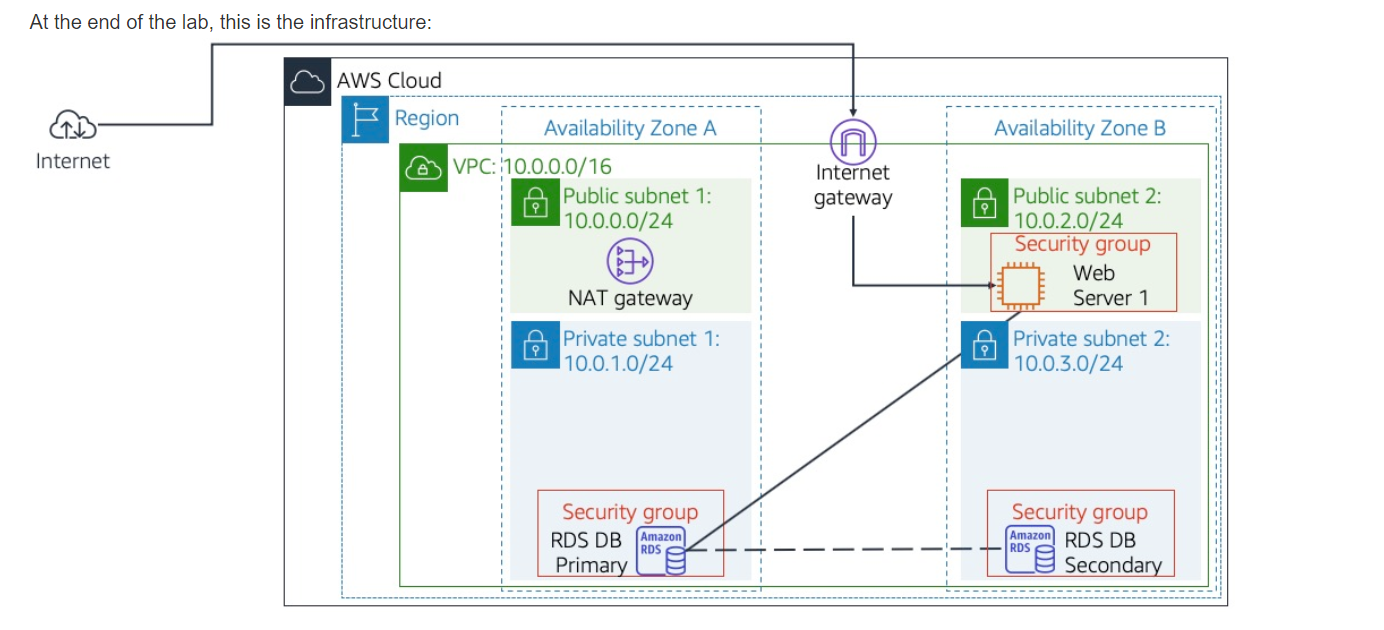 At the end of the lab, this is the infrastructure:
AWS Cloud
Internet
Region
Availability Zone A
Availability Zone B
Internet
gateway
VPC: 10.0.0.0/16
Public subnet 1:
10.0.0.0/24
NAT gateway
Public subnet 2:
10.0.2.0/24
Security group
Web
Server 1
Private subnet 1:
10.0.1.0/24
Private subnet 2:
10.0.3.0/24
Security group
RDS DB
Primary
Amazon
RDS
Security group
Amazon
RDS
RDS DB
Secondary